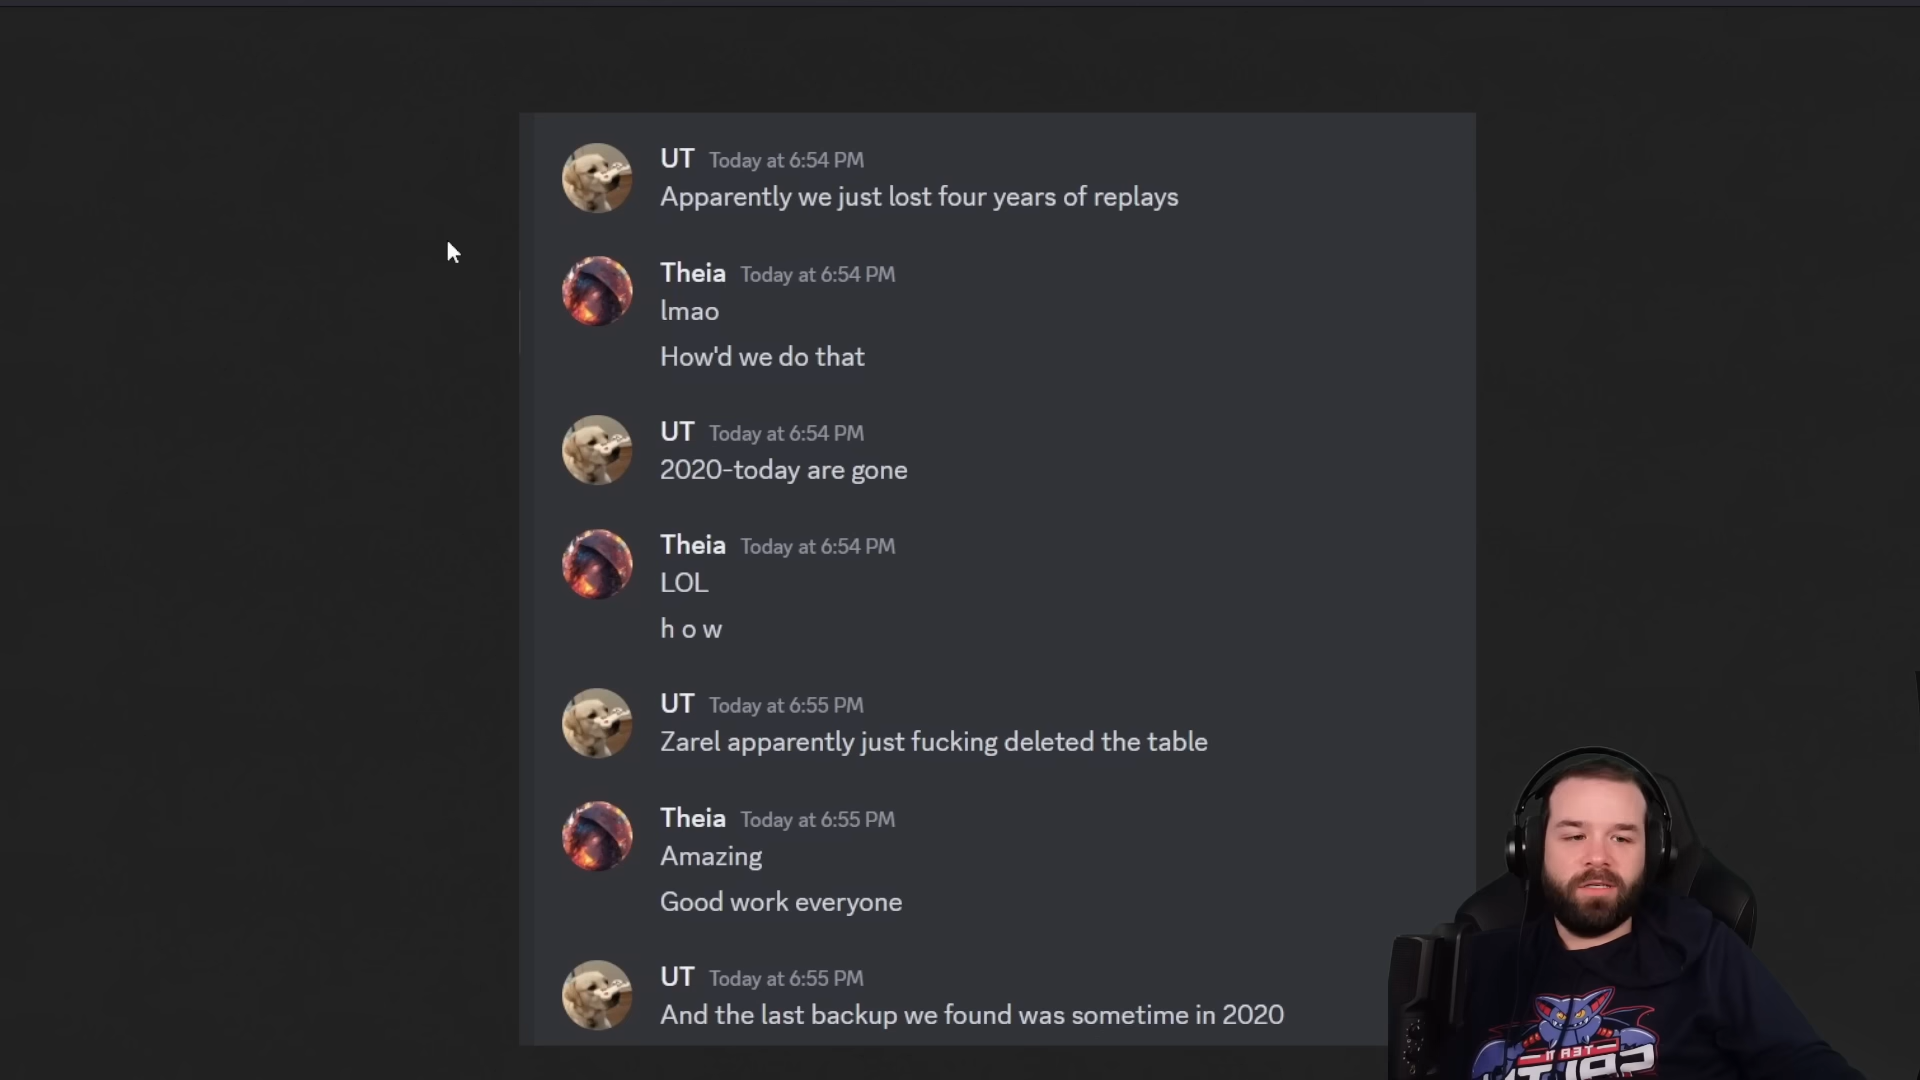 UT Today at 6:54 PM
Apparently we just lost four years of replays
Theia Today at 6:54 PM
lmao
How'd we do that
UT Today at 6:54 PM
2020-today are gone
Theia Today at 6:54 PM
LOL
h o w
UT Today at 6:55 PM
Zarel apparently just fucking deleted the table
Theia Today at 6:55 PM
Amazing
Good work everyone
UT Today at 6:55 PM
And the last backup we found was sometime in 2020